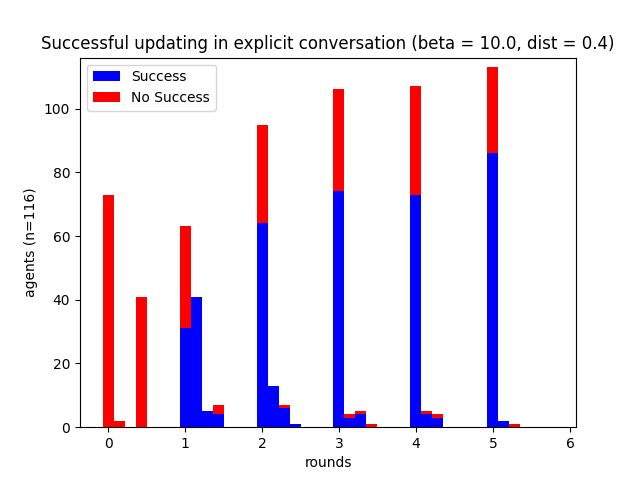 Successful updating in explicit conversation (beta = 10.0, dist = 0.4)
Success
No Success
100
80
60
40
20
0
agents (n=116)
0 1 2 3 4 5 6
rounds